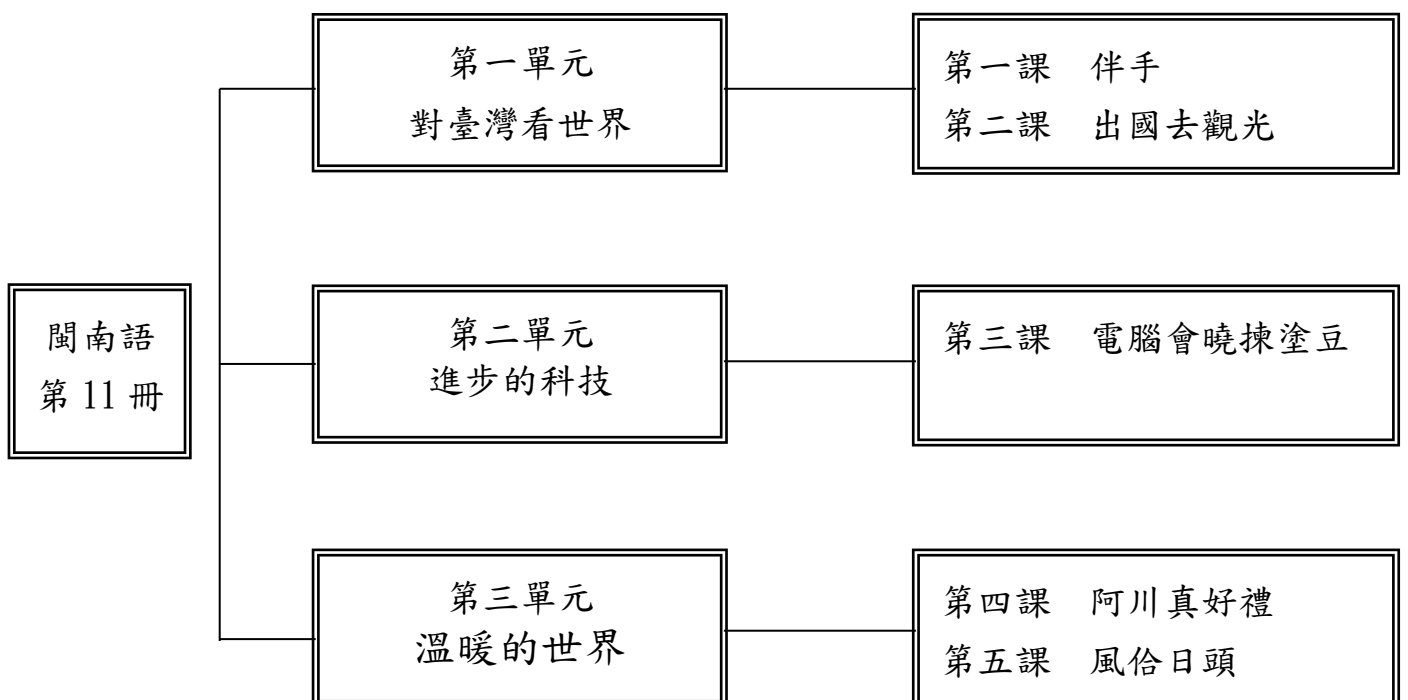 閩南語
第 11 冊
第一單元
對臺灣看世界
第一課　伴手
第二課　出國去觀光
第二單元
進步的科技
第三課　電腦會曉揀塗豆
第三單元
溫暖的世界
第四課　阿川真好禮
第五課　風佮日頭